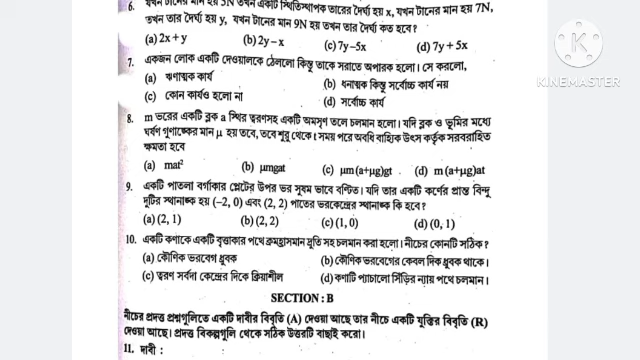 6. যখন টানের মান হয় 5N তখন একটি স্থিতিস্থাপক তারের দৈর্ঘ্য হয় x, যখন টানের মান হয় 7N,
তখন তার দৈর্ঘ্য হয় y, যখন টানের মান 9N হয় তখন তার দৈর্ঘ্য কত হবে ?
(a) 2x + y (b) 2y – x (c) 7y –5x (d) 7y + 5x
7. একজন লোক একটি দেওয়ালকে ঠেললো কিন্তু তাকে সরাতে অপারক হলো। সে করলো,
(a) ঋণাত্মক কার্য (b) ধনাত্মক কিন্তু সর্বোচ্চ কার্য নয়
(c) কোন কার্যও হলো না (d) সর্বোচ্চ কার্য
8. m ভরের একটি ব্লক a স্থির ত্বরণসহ একটি অমসৃণ তলে চলমান হলো। যদি ব্লক ও ভূমির মধ্যে
ঘর্ষণ গুণাঙ্কের মান μ হয় তবে, তবে শুরু থেকে t সময় পরে অবধি বাহ্যিক উৎস কর্তৃক সরবরাহিত
ক্ষমতা হবে
(a) mat² (b) μmgat (c) μm (a+μg)gt (d) m (a+μg)at
9. একটি পাতলা বর্গাকার প্লেটের উপর ভর সুষম ভাবে বণ্টিত। যদি তার একটি কর্ণের প্রান্ত বিন্দু
দুটির স্থানাঙ্ক হয় (–2, 0) এবং (2, 2) পাতের ভরকেন্দ্রের স্থানাঙ্ক কি হবে ?
(a) (2, 1) (b) (2, 2) (c) (1, 0) (d) (0, 1)
10. একটি কণাকে একটি বৃত্তাকার পথে ক্রমহ্রাসমান দ্রুতি সহ চলমান করা হলো। নীচের কোনটি সঠিক ?
(a) কৌণিক ভরবেগ ধ্রুবক (b) কৌণিক ভরবেগের কেবল দিক ধ্রুবক থাকে।
(c) ত্বরণ সর্বদা কেন্দ্রের দিকে ক্রিয়াশীল (d) কণাটি প্যাচালো সিঁড়ির ন্যায় পথে চলমান।
SECTION : B
নীচের প্রদত্ত প্রশ্নগুলিতে একটি দাবীর বিবৃতি (A) দেওয়া আছে তার নীচে একটি যুক্তির বিবৃতি (R)
দেওয়া আছে। প্রদত্ত বিকল্পগুলি থেকে সঠিক উত্তরটি বাছাই করো।
11. দাবী :
Made with
KINEMASTER